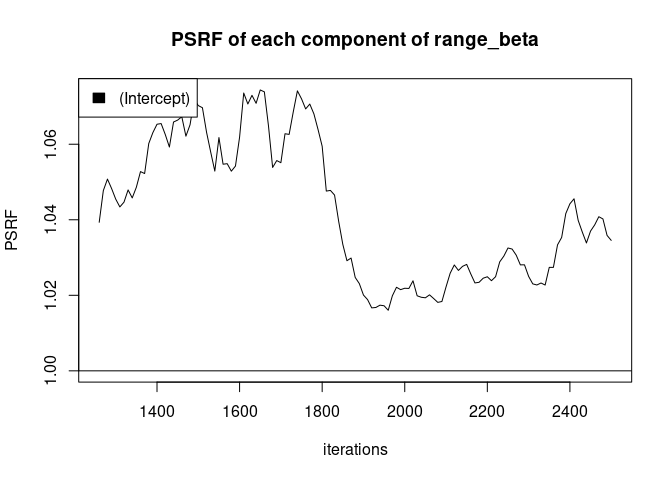 PSRF of each component of range_beta
(Intercept)
PSRF
1.06
1.04
1.02
1.00
1400 1600 1800 2000 2200 2400
iterations